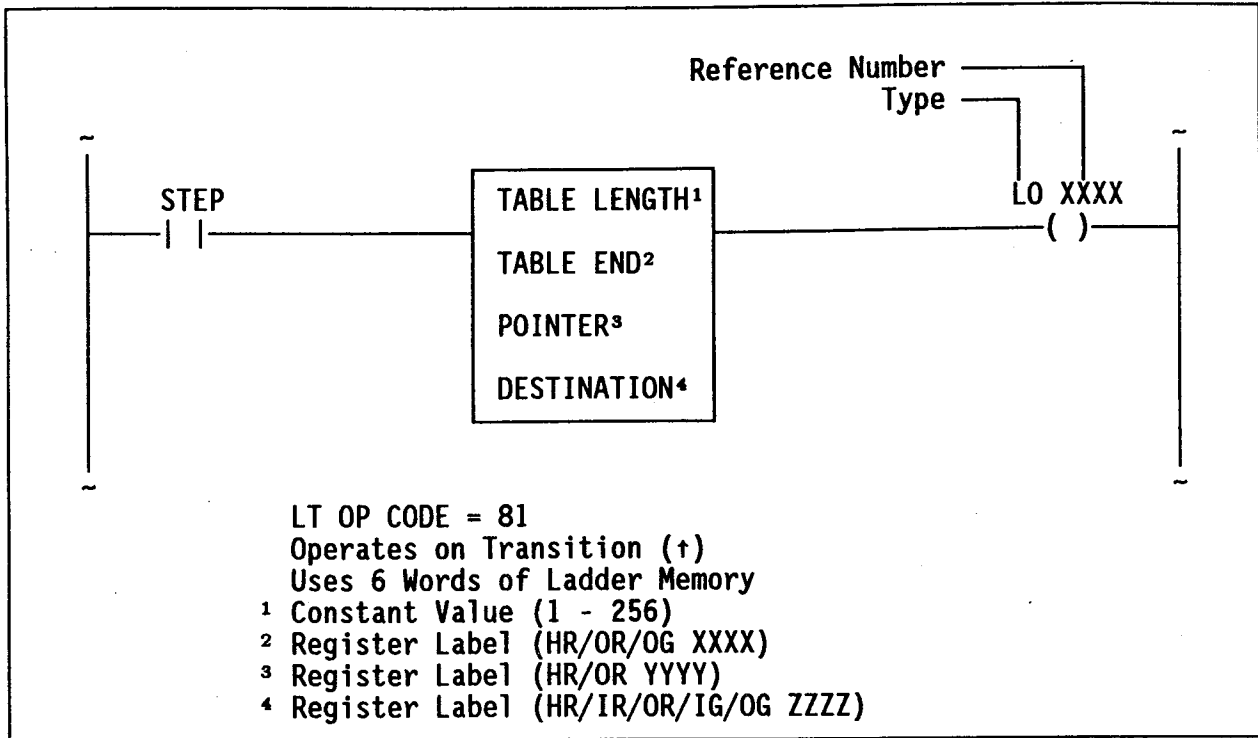 Reference Number
Type
~ ~
STEP
LO XXXX
( )
TABLE LENGTH¹
TABLE END²
POINTER³
DESTINATION⁴
~ ~
LT OP CODE = 81
Operates on Transition (↑)
Uses 6 Words of Ladder Memory
¹ Constant Value (1 - 256)
² Register Label (HR/OR/OG XXXX)
³ Register Label (HR/OR YYYY)
⁴ Register Label (HR/IR/OR/IG/OG ZZZZ)